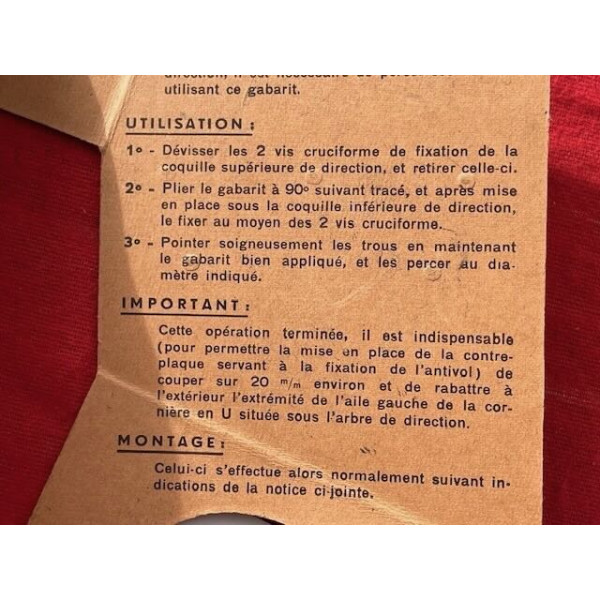 direction, il est nécessaire de percer
utilisant ce gabarit.
UTILISATION :
1° - Dévisser les 2 vis cruciforme de fixation de la
coquille supérieure de direction, et retirer celle-ci.
2° - Plier le gabarit à 90° suivant tracé, et après mise
en place sous la coquille inférieure de direction,
le fixer au moyen des 2 vis cruciforme.
3° - Pointer soigneusement les trous en maintenant
le gabarit bien appliqué, et les percer au dia-
mètre indiqué.
IMPORTANT :
Cette opération terminée, il est indispensable
(pour permettre la mise en place de la contre-
plaque servant à la fixation de l'antivol) de
couper sur 20 m/m environ et de rabattre à
l'extérieur l'extrémité de l'aile gauche de la cor-
nière en U située sous l'arbre de direction.
MONTAGE :
Celui-ci s'effectue alors normalement suivant in-
dications de la notice ci-jointe.